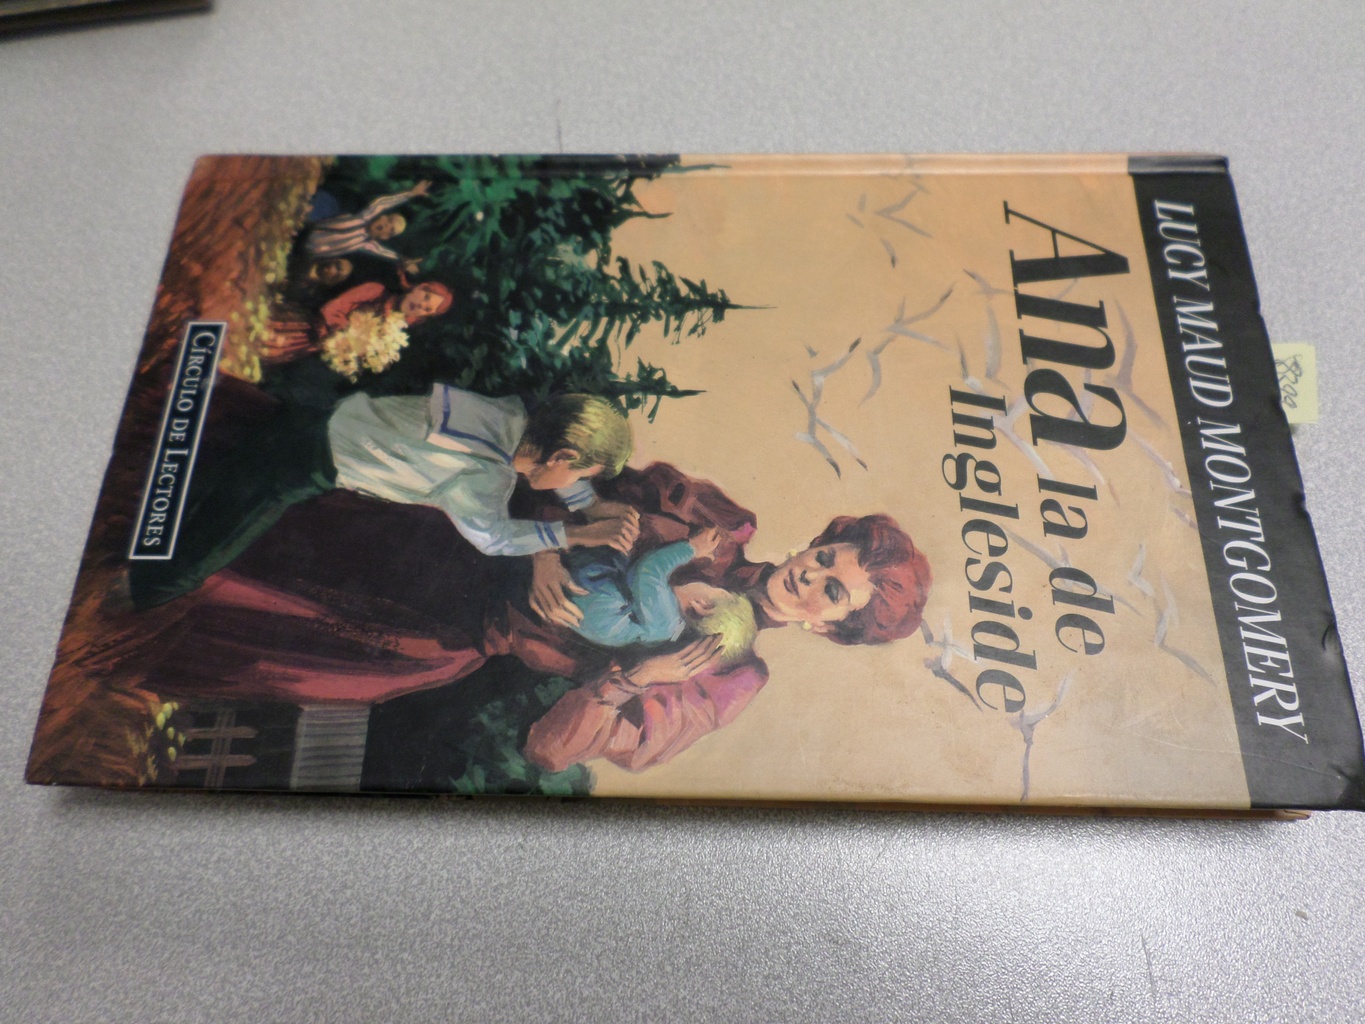 LUCY MAUD MONTGOMERY
Ana la de
Ingleside
CÍRCULO DE LECTORES